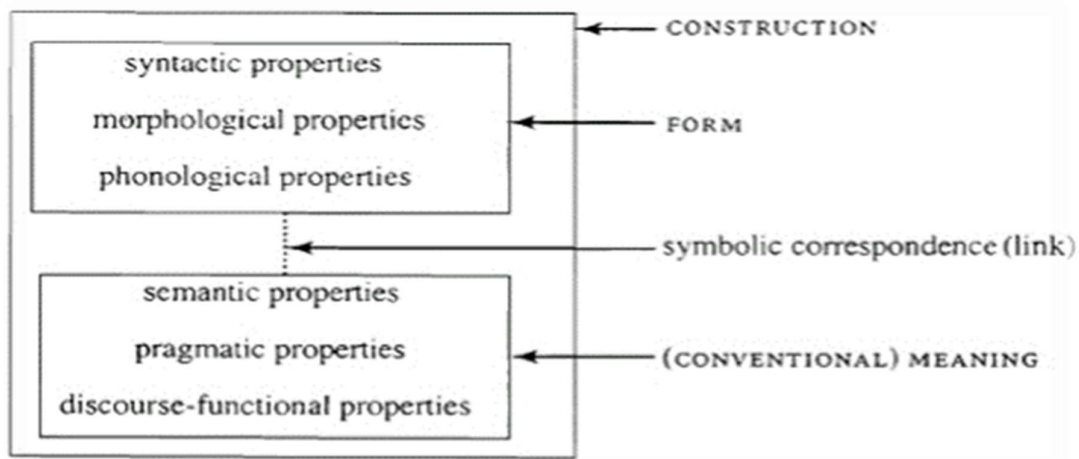 CONSTRUCTION
syntactic properties
morphological properties
FORM
phonological properties
symbolic correspondence (link)
semantic properties
pragmatic properties
(CONVENTIONAL) MEANING
discourse-functional properties